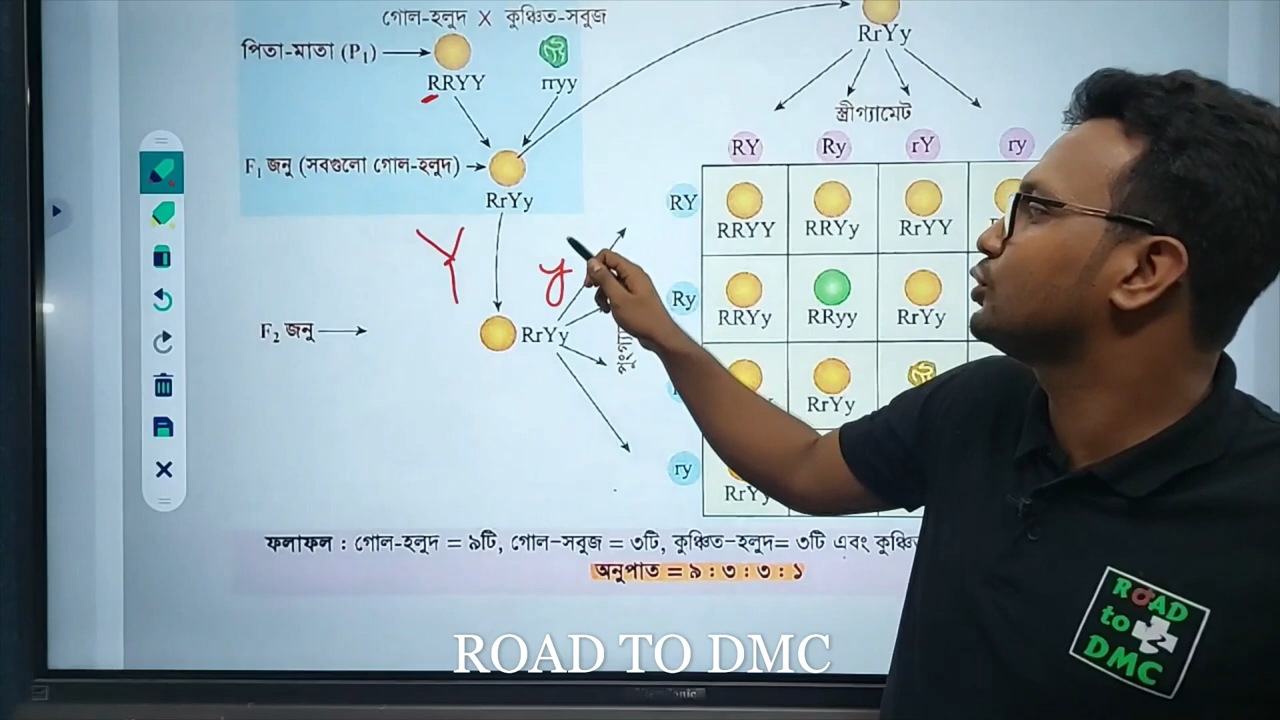 গোল-হলুদ X কুঞ্চিত-সবুজ
পিতা-মাতা (P₁)
RRYY
rryy
F₁ জনু (সবগুলো গোল-হলুদ)
RrYy
Y
y
F₂ জনু
RrYy
RrYy
স্ত্রীগ্যামেট
RY Ry rY ry
RY
RRYY RRYy RrYY
Ry
RRYy RRyy RrYy
RrYy
ry
RrYy
ফলাফল : গোল-হলুদ = ৯টি, গোল-সবুজ = ৩টি, কুঞ্চিত-হলুদ= ৩টি এবং
অনুপাত = ৯ : ৩ : ৩ : ১
ROAD TO DMC
ROAD
to
DMC